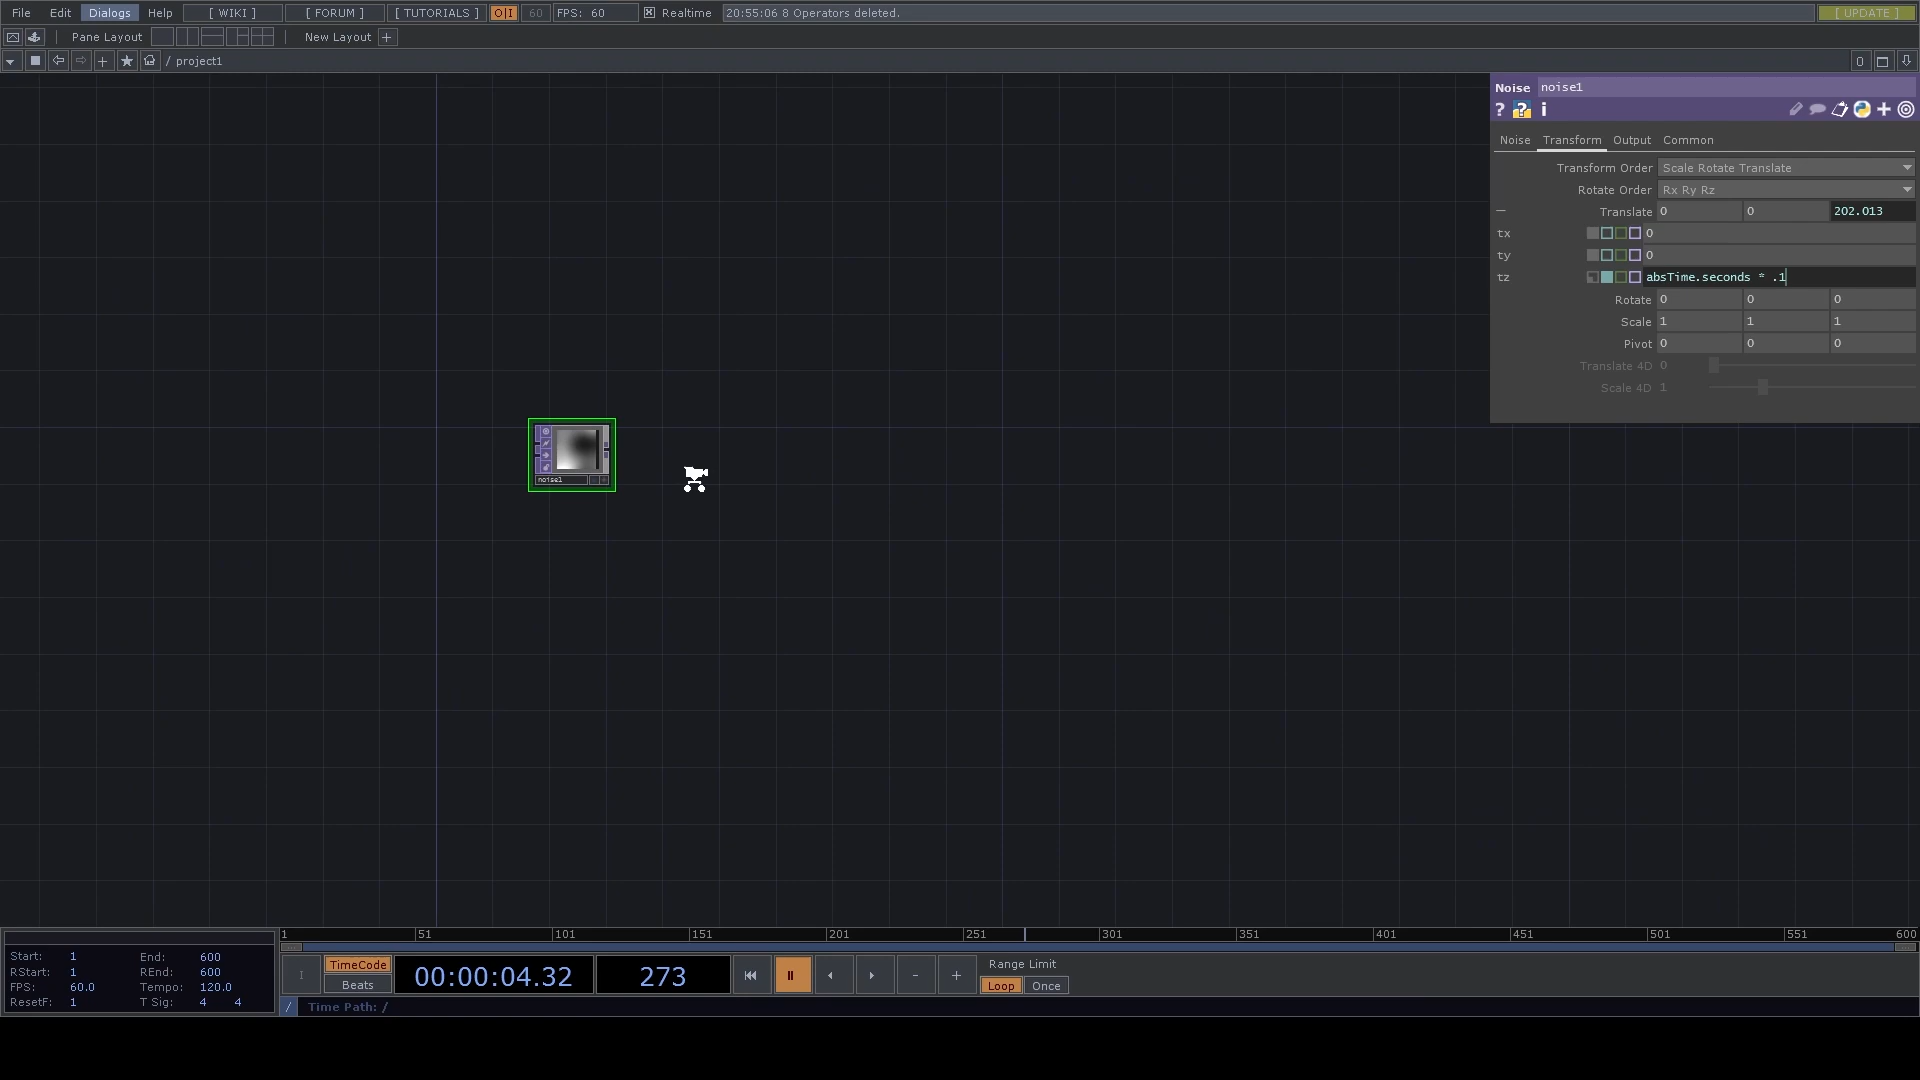 File Edit Dialogs Help [ WIKI ] [ FORUM ] [ TUTORIALS ] O|I 60 FPS: 60 Realtime 20:55:06 8 Operators deleted. [ UPDATE ]
Pane Layout New Layout +
/ project1 0
Noise noise1
? ? i
Noise Transform Output Common
Transform Order Scale Rotate Translate
Rotate Order Rx Ry Rz
Translate 0 0 202.013
tx 0
ty 0
tz absTime.seconds * .1
Rotate 0 0 0
Scale 1 1 1
Pivot 0 0 0
Translate 4D 0
Scale 4D 1
noise1
1 51 101 151 201 251 301 351 401 451 501 551 600
Start: 1 End: 600
RStart: 1 REnd: 600
FPS: 60.0 Tempo: 120.0
ResetF: 1 T Sig: 4 4
I TimeCode Beats 00:00:04.32 273 - + Range Limit
Loop Once
/ Time Path: /